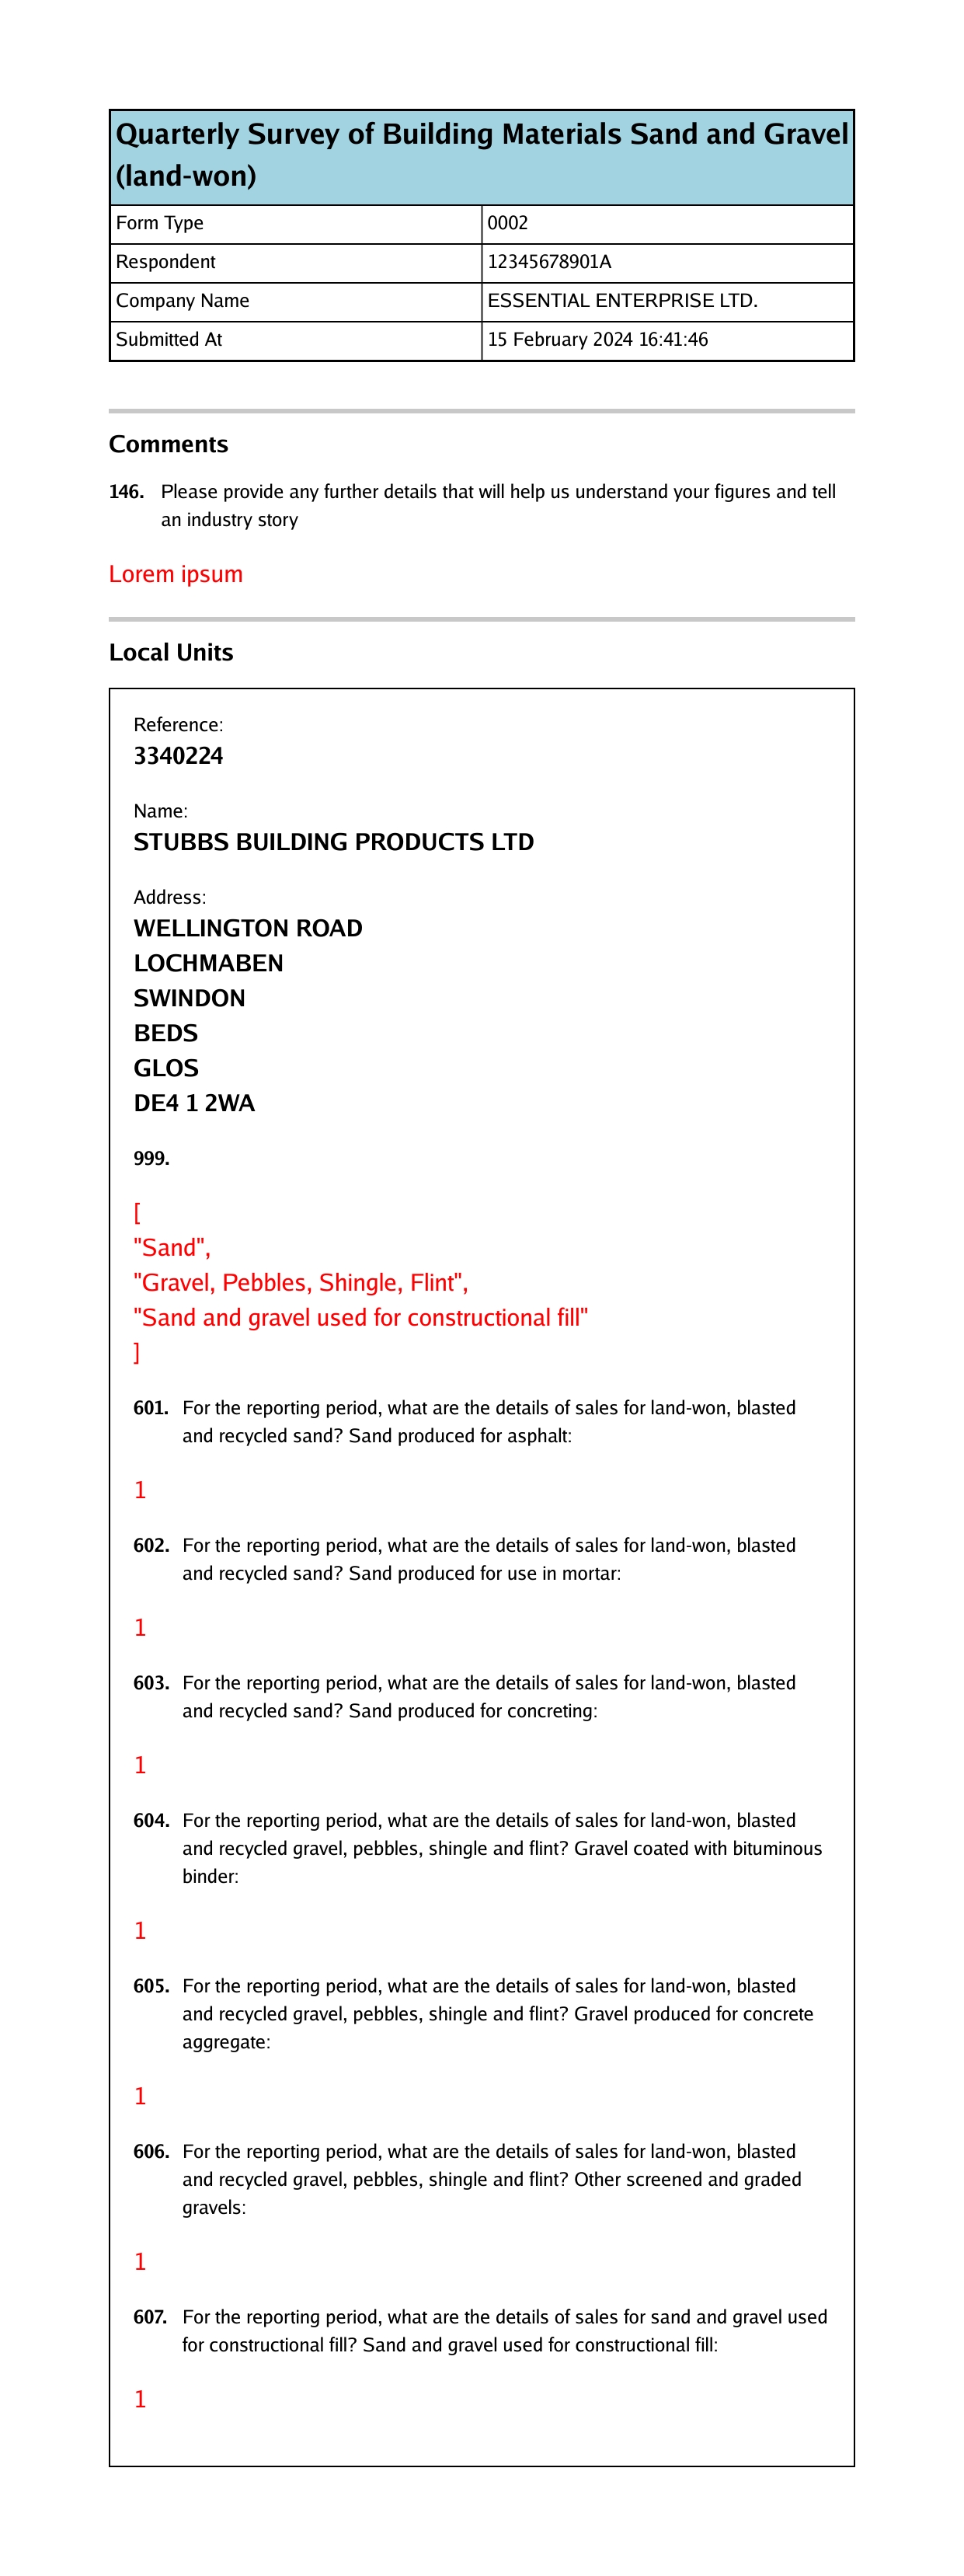 Quarterly Survey of Building Materials Sand and Gravel
(land-won)
Form Type 0002
Respondent 12345678901A
Company Name ESSENTIAL ENTERPRISE LTD.
Submitted At 15 February 2024 16:41:46
Comments
146. Please provide any further details that will help us understand your figures and tell
an industry story
Lorem ipsum
Local Units
Reference:
3340224
Name:
STUBBS BUILDING PRODUCTS LTD
Address:
WELLINGTON ROAD
LOCHMABEN
SWINDON
BEDS
GLOS
DE4 1 2WA
999.
[
"Sand",
"Gravel, Pebbles, Shingle, Flint",
"Sand and gravel used for constructional fill"
]
601. For the reporting period, what are the details of sales for land-won, blasted
and recycled sand? Sand produced for asphalt:
1
602. For the reporting period, what are the details of sales for land-won, blasted
and recycled sand? Sand produced for use in mortar:
1
603. For the reporting period, what are the details of sales for land-won, blasted
and recycled sand? Sand produced for concreting:
1
604. For the reporting period, what are the details of sales for land-won, blasted
and recycled gravel, pebbles, shingle and flint? Gravel coated with bituminous
binder:
1
605. For the reporting period, what are the details of sales for land-won, blasted
and recycled gravel, pebbles, shingle and flint? Gravel produced for concrete
aggregate:
1
606. For the reporting period, what are the details of sales for land-won, blasted
and recycled gravel, pebbles, shingle and flint? Other screened and graded
gravels:
1
607. For the reporting period, what are the details of sales for sand and gravel used
for constructional fill? Sand and gravel used for constructional fill:
1